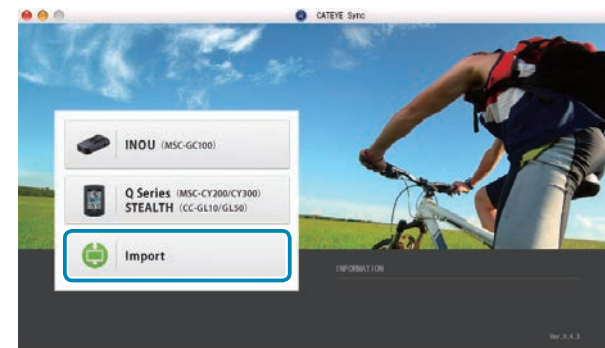 CATEYE Sync
INOU (MSC-GC100)
Q Series (MSC-CY200/CY300)
STEALTH (CC-GL10/GL50)
Import
INFORMATION